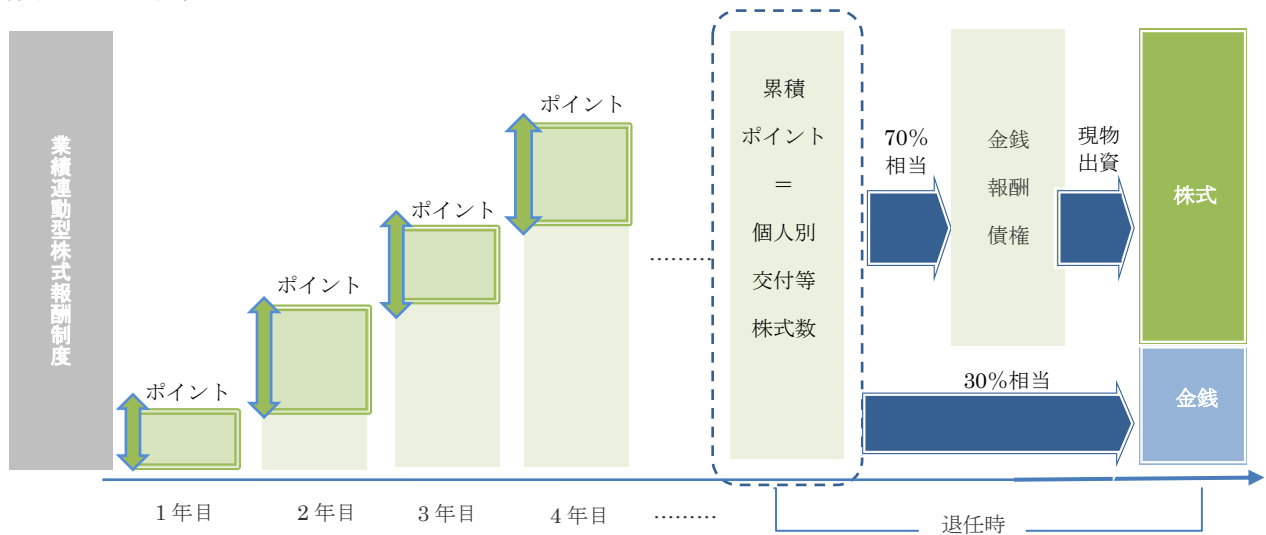 業績連動型株式報酬制度
ポイント
ポイント
ポイント
ポイント
………
累積
ポイント
＝
個人別
交付等
株式数
70%
相当
金銭
報酬
債権
現物
出資
株式
30%相当
金銭
1 年目
2 年目
3 年目
4 年目
………
退任時